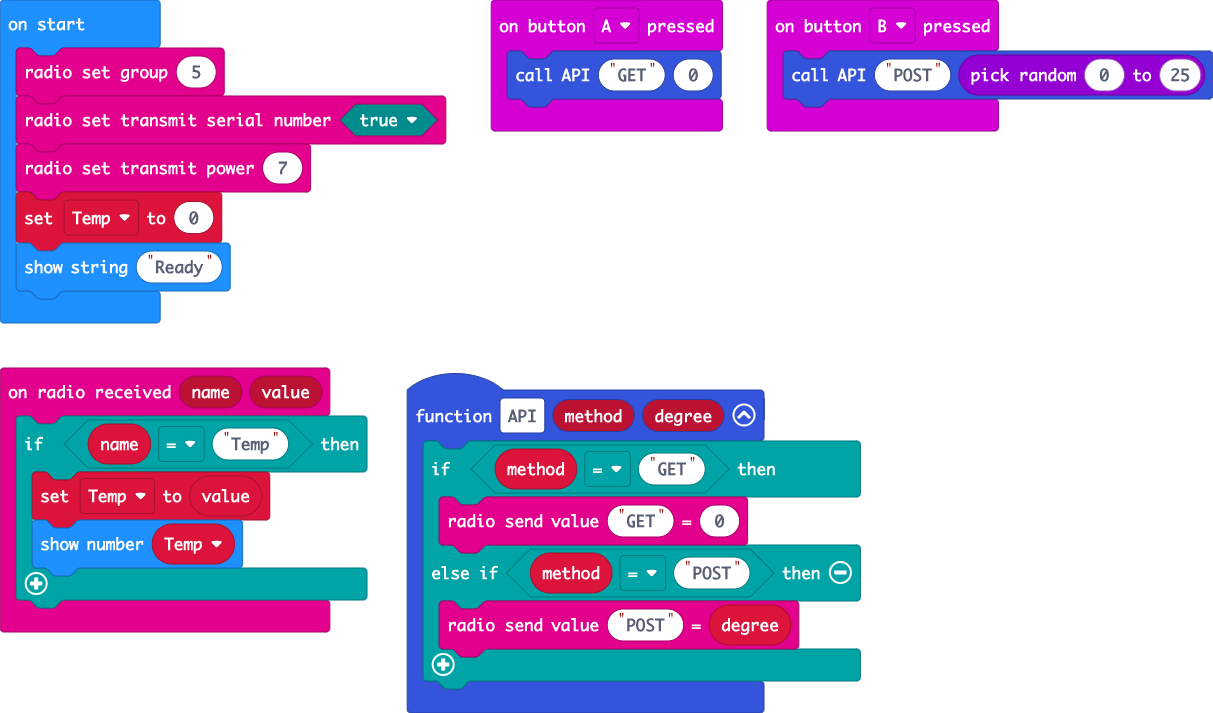 on start
radio set group 5
radio set transmit serial number true
radio set transmit power 7
set Temp to 0
show string "Ready"
on button A pressed
call API "GET" 0
on button B pressed
call API "POST" pick random 0 to 25
on radio received name value
if name = "Temp" then
set Temp to value
show number Temp
function API method degree
if method = "GET" then
radio send value "GET" = 0
else if method = "POST" then
radio send value "POST" = degree